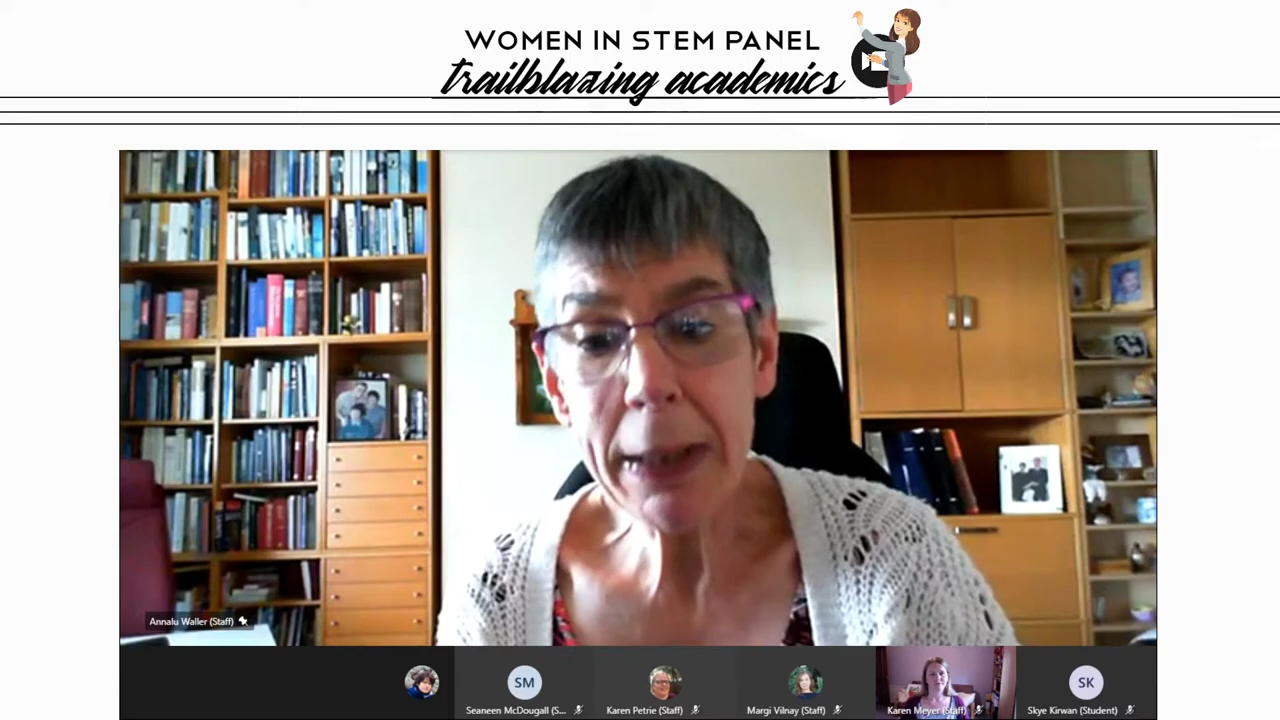 WOMEN IN STEM PANEL
trailblazing academics
Annalu Waller (Staff)
SM
SK
Seaneen McDougall (S...
Karen Petrie (Staff)
Margi Vilnay (Staff)
Karen Meyer (Staff)
Skye Kirwan (Student)